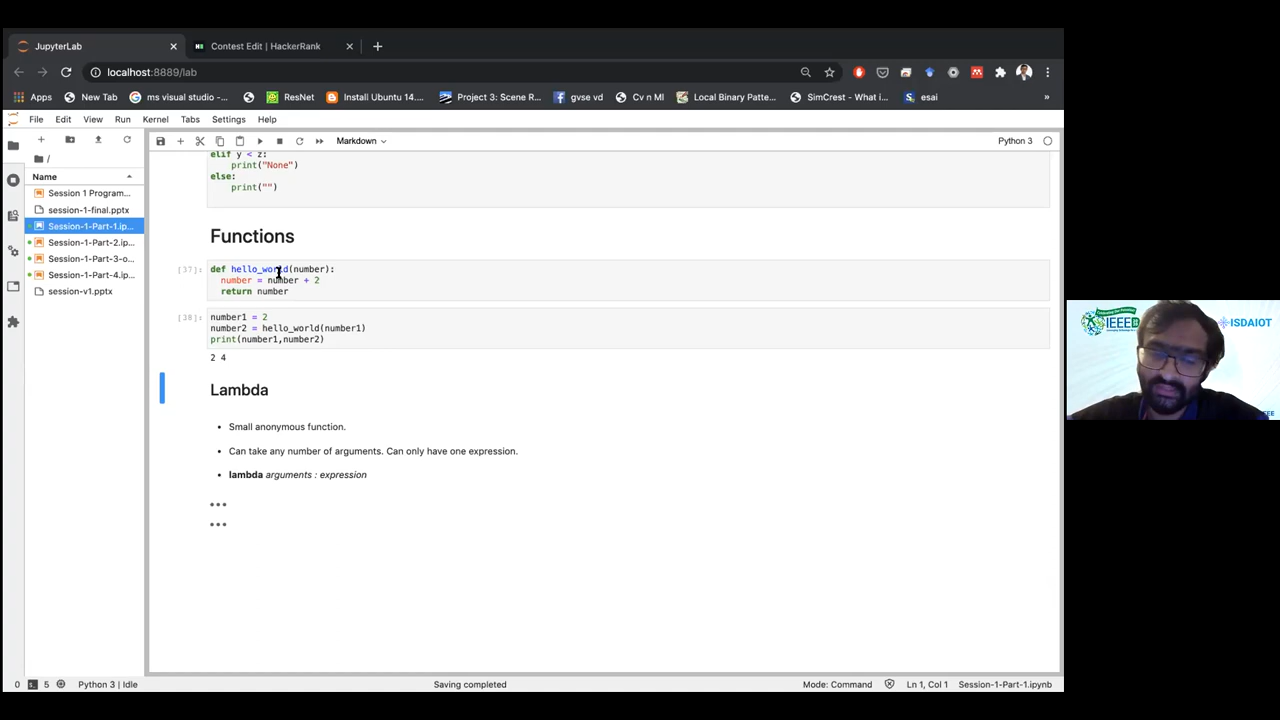 JupyterLab
Contest Edit | HackerRank
localhost:8889/lab
Apps
New Tab
ms visual studio -...
ResNet
Install Ubuntu 14....
Project 3: Scene R...
gvse vd
Cv n Ml
Local Binary Patte...
SimCrest - What i...
esai
»
File Edit View Run Kernel Tabs Settings Help
Markdown
Python 3
/
Name
Session 1 Program...
session-1-final.pptx
Session-1-Part-1.ip...
Session-1-Part-2.ip...
Session-1-Part-3-o...
Session-1-Part-4.ip...
session-v1.pptx
elif y < z:
print("None")
else:
print("")
Functions
[37]:
def hello_world(number):
number = number + 2
return number
[38]:
number1 = 2
number2 = hello_world(number1)
print(number1,number2)
2 4
Lambda
• Small anonymous function.
• Can take any number of arguments. Can only have one expression.
• lambda arguments : expression
0 5 Python 3 | Idle
Saving completed
Mode: Command
Ln 1, Col 1
Session-1-Part-1.ipynb
IEEE
ISDAIOT